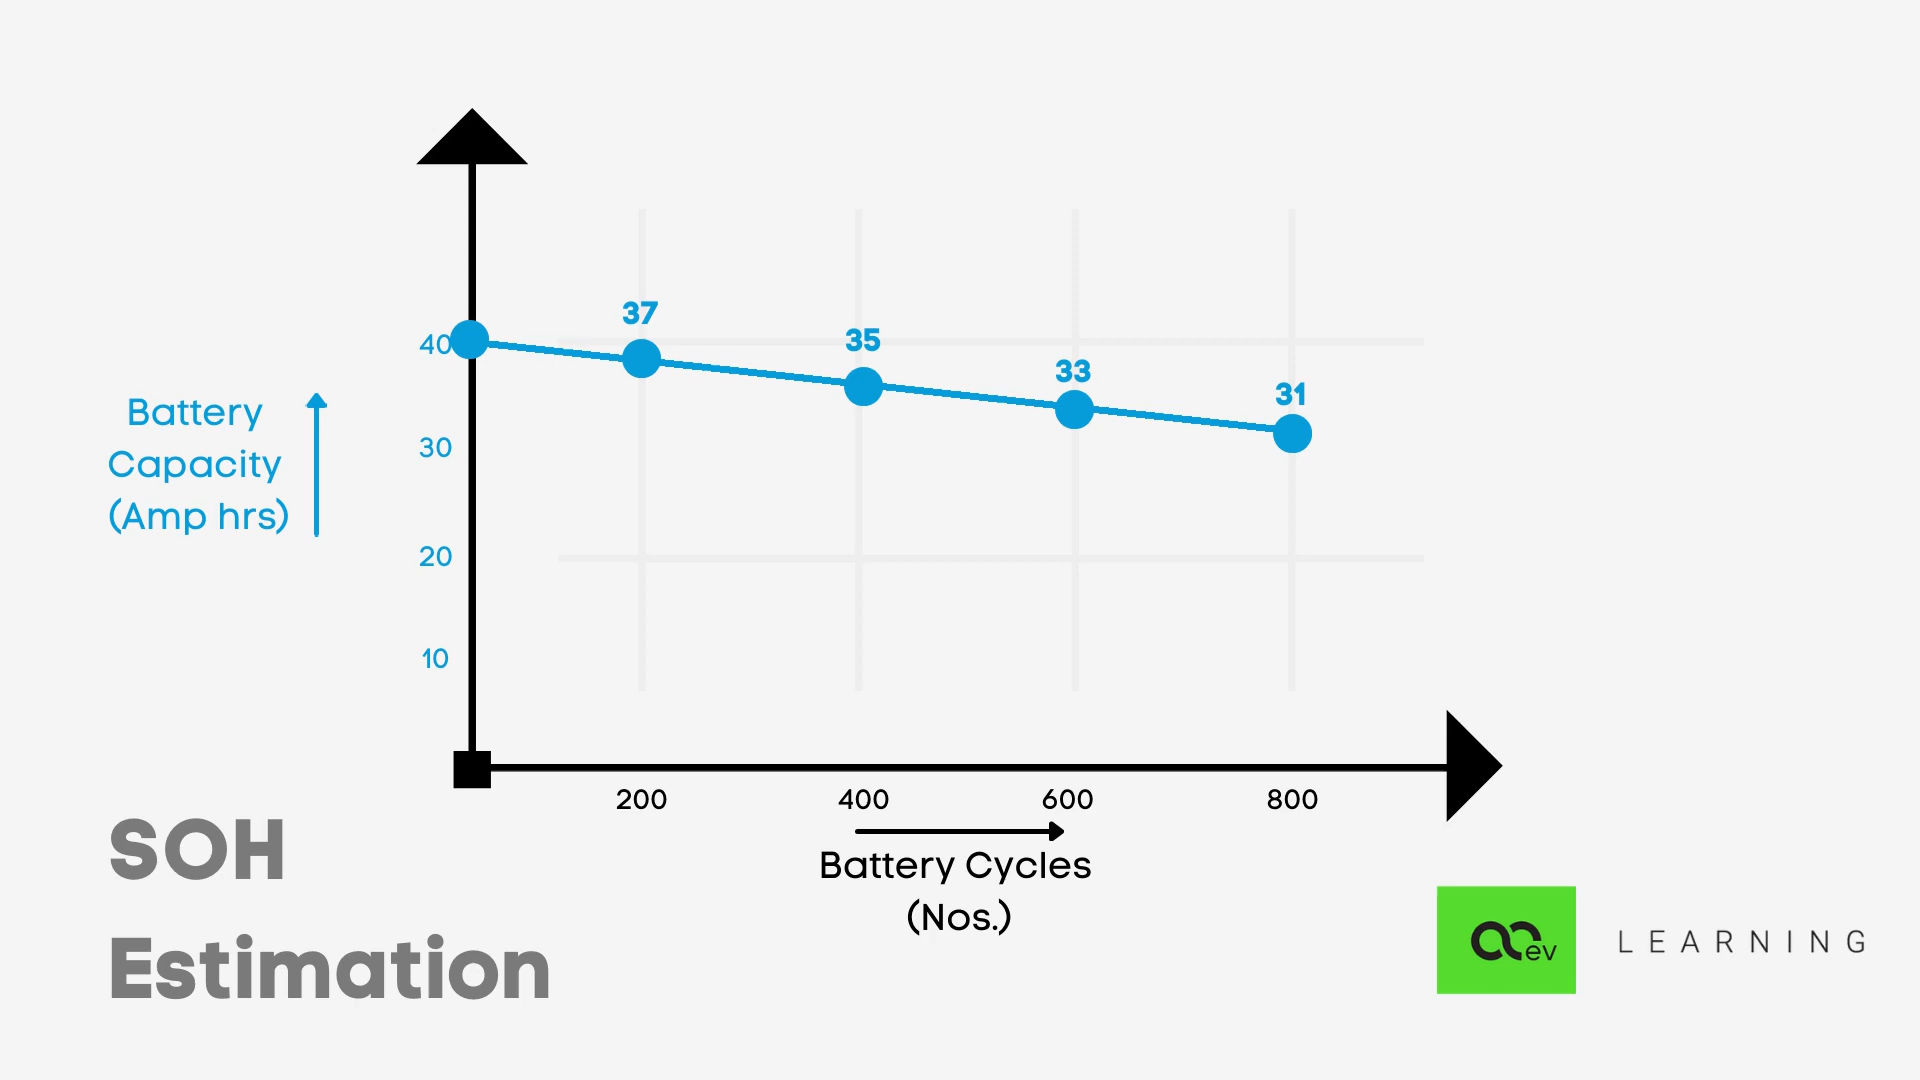 37
35
33
31
40
30
20
10
Battery
Capacity
(Amp hrs)
200 400 600 800
Battery Cycles
(Nos.)
SOH
Estimation
ev
LEARNING